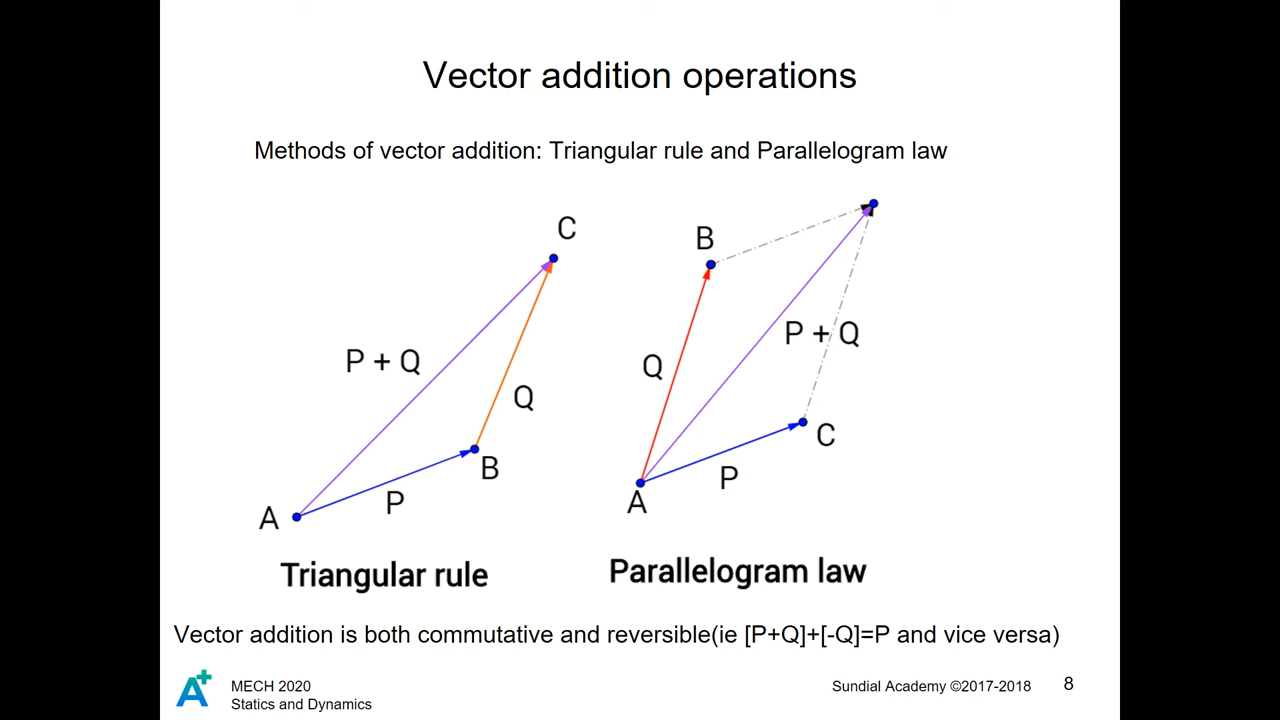 Vector addition operations
Methods of vector addition: Triangular rule and Parallelogram law
C
P + Q
Q
B
P
A
Triangular rule
B
Q
P + Q
C
P
A
Parallelogram law
Vector addition is both commutative and reversible(ie [P+Q]+[-Q]=P and vice versa)
A+
MECH 2020
Statics and Dynamics
Sundial Academy ©2017-2018
8